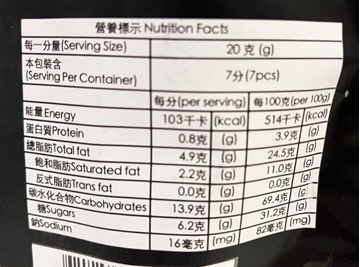 營養標示 Nutrition Facts
每一分量(Serving Size) 20 克 (g)
本包裝含
(Serving Per Container) 7分(7pcs)
每分(per serving) 每100克(per 100g)
能量Energy 103千卡 (kcal) 514千卡 (kcal)
蛋白質Protein 0.8克 (g) 3.9克 (g)
總脂肪Total fat 4.9克 (g) 24.5克 (g)
飽和脂肪Saturated fat 2.2克 (g) 11.0克 (g)
反式脂肪Trans fat 0.0克 (g) 0.0克 (g)
碳水化合物Carbohydrates 13.9克 (g) 69.4克 (g)
糖Sugars 6.2克 (g) 31.2克 (g)
鈉Sodium 16毫克 (mg) 82毫克 (mg)